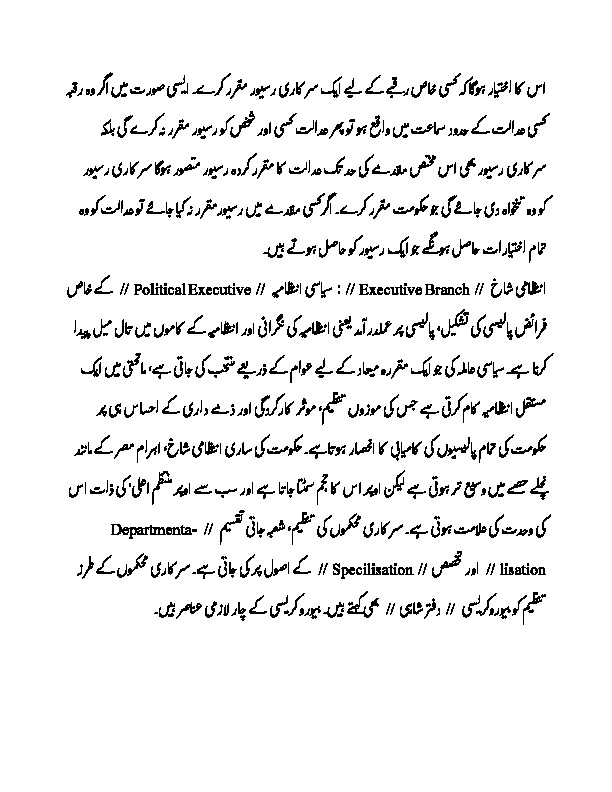 اس کا اختیار ہوگا کہ کسی خاص رقبے کے لیے ایک سرکاری رسیور مقرر کرے۔ ایسی صورت میں اگر وہ رقبہ
کسی عدالت کے حدود سماعت میں واقع ہو تو پھر عدالت کسی اور شخص کو رسیور مقرر نہ کرے گی بلکہ
سرکاری رسیور بھی اس مختص مقدمے کی حد تک عدالت کا مقرر کردہ رسیور متصور ہوگا سرکاری رسیور
کو وہ تنخواہ دی جائے گی جو حکومت مقرر کرے۔ اگر کسی مقدمے میں رسیور مقرر نہ کیا جائے تو عدالت کو وہ
تمام اختیارات حاصل ہونگے جو ایک رسیور کو حاصل ہوتے ہیں۔
انتظامی شاخ // Executive Branch // : سیاسی انتظامیہ // Political Executive // کے خاص
فرائض پالیسی کی تشکیل، پالیسی پر عملدرآمد یعنی انتظامیہ کی نگرانی اور انتظامیہ کے کاموں میں تال میل پیدا
کرنا ہے۔ سیاسی عاملہ کی جو ایک مقررہ میعاد کے لیے عوام کے ذریعے منتخب کی جاتی ہے، ماتحتی میں ایک
مستقل انتظامیہ کام کرتی ہے جس کی موزوں تنظیم، موثر کارکردگی اور ذمے داری کے احساس ہی پر
حکومت کی تمام پالیسیوں کی کامیابی کا انحصار ہوتا ہے۔ حکومت کی ساری انتظامی شاخ، اہرام مصر کے مانند
نچلے حصے میں وسیع تر ہوتی ہے لیکن اوپر اس کا حجم سمٹتا جاتا ہے اور سب سے اوپر منتظم اعلیٰ کی ذات اس
کی وحدت کی علامت ہوتی ہے۔ سرکاری محکموں کی تنظیم، شعبہ جاتی تقسیم // Departmenta-
lisation // اور تخصص // Specilisation // کے اصول پر کی جاتی ہے۔ سرکاری محکموں کے طرز
تنظیم کو بیوروکریسی // دفتر شاہی // بھی کہتے ہیں۔ بیوروکریسی کے چار لازمی عناصر ہیں۔